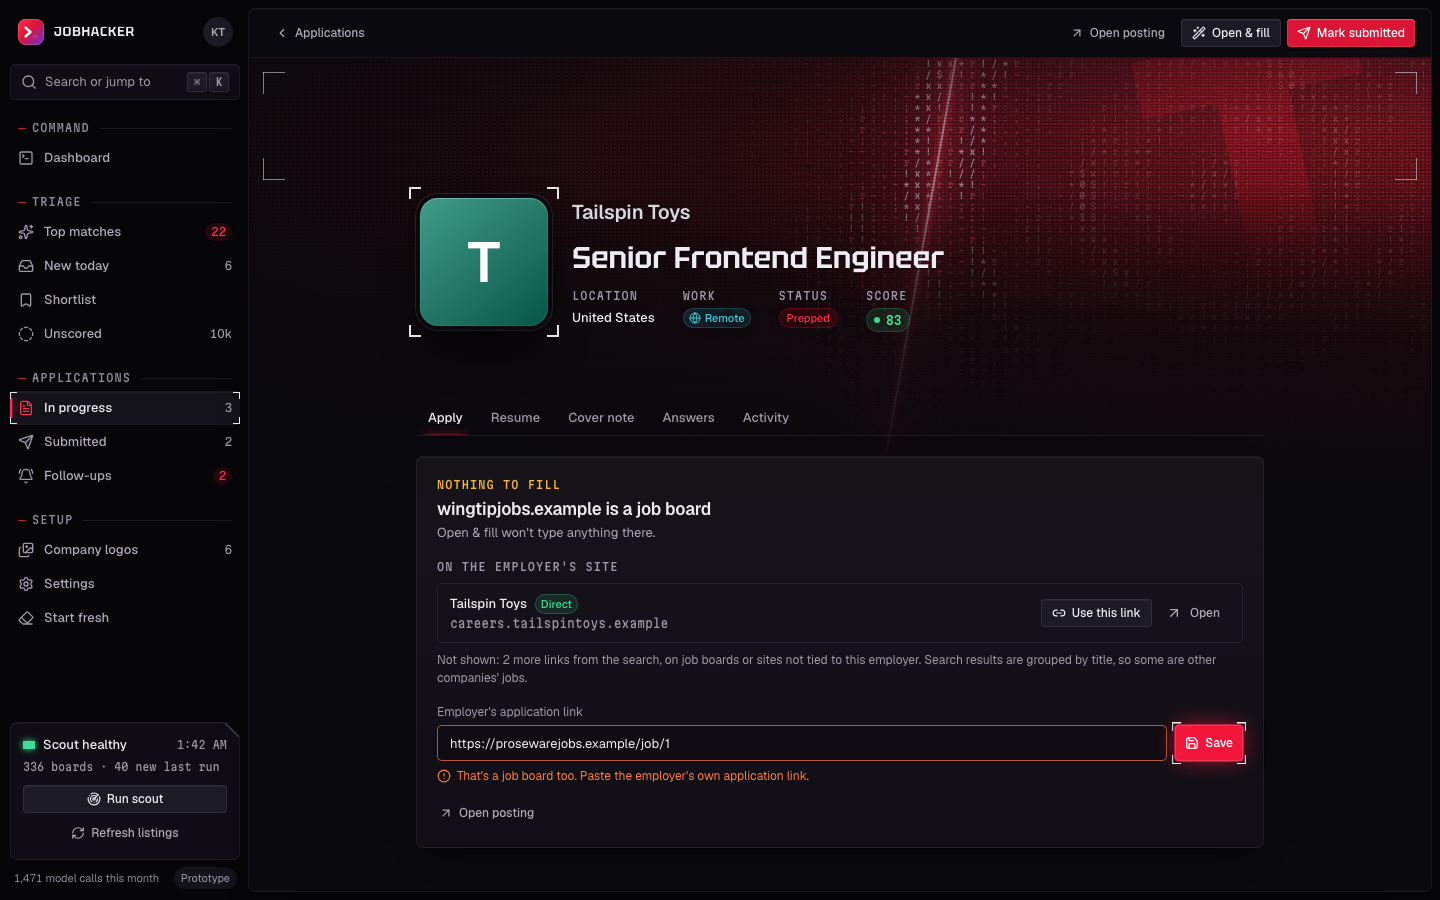 JOBHACKER
KT
Search or jump to
⌘ K
COMMAND
Dashboard
TRIAGE
Top matches 22
New today 6
Shortlist
Unscored 10k
APPLICATIONS
In progress 3
Submitted 2
Follow-ups 2
SETUP
Company logos 6
Settings
Start fresh
Scout healthy 1:42 AM
336 boards · 40 new last run
Run scout
Refresh listings
1,471 model calls this month Prototype
Applications
Open posting
Open & fill
Mark submitted
T
Tailspin Toys
Senior Frontend Engineer
LOCATION WORK STATUS SCORE
United States Remote Prepped 83
Apply Resume Cover note Answers Activity
NOTHING TO FILL
wingtipjobs.example is a job board
Open & fill won't type anything there.
ON THE EMPLOYER'S SITE
Tailspin Toys Direct
careers.tailspintoys.example
Use this link Open
Not shown: 2 more links from the search, on job boards or sites not tied to this employer. Search results are grouped by title, so some are other
companies' jobs.
Employer's application link
https://prosewarejobs.example/job/1
Save
That's a job board too. Paste the employer's own application link.
Open posting